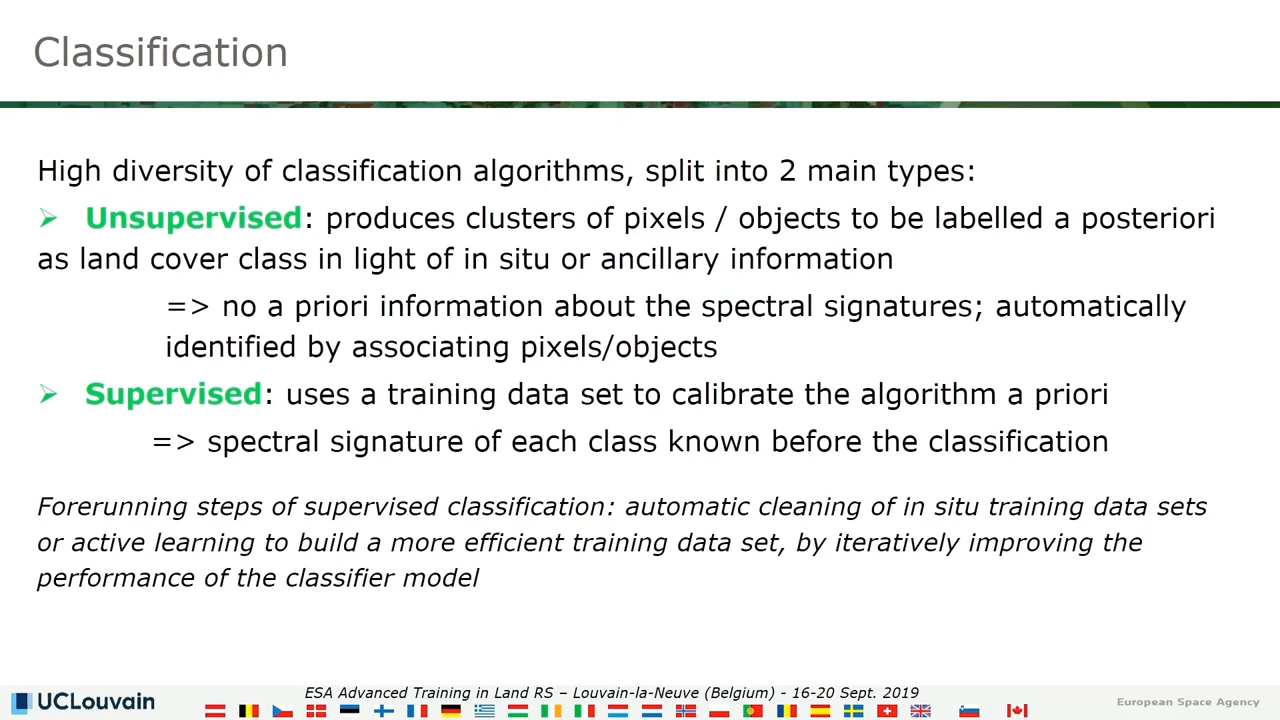 Classification
High diversity of classification algorithms, split into 2 main types:
Unsupervised: produces clusters of pixels / objects to be labelled a posteriori
as land cover class in light of in situ or ancillary information
=> no a priori information about the spectral signatures; automatically
identified by associating pixels/objects
Supervised: uses a training data set to calibrate the algorithm a priori
=> spectral signature of each class known before the classification
Forerunning steps of supervised classification: automatic cleaning of in situ training data sets
or active learning to build a more efficient training data set, by iteratively improving the
performance of the classifier model
ESA Advanced Training in Land RS – Louvain-la-Neuve (Belgium) - 16-20 Sept. 2019
UCLouvain
European Space Agency